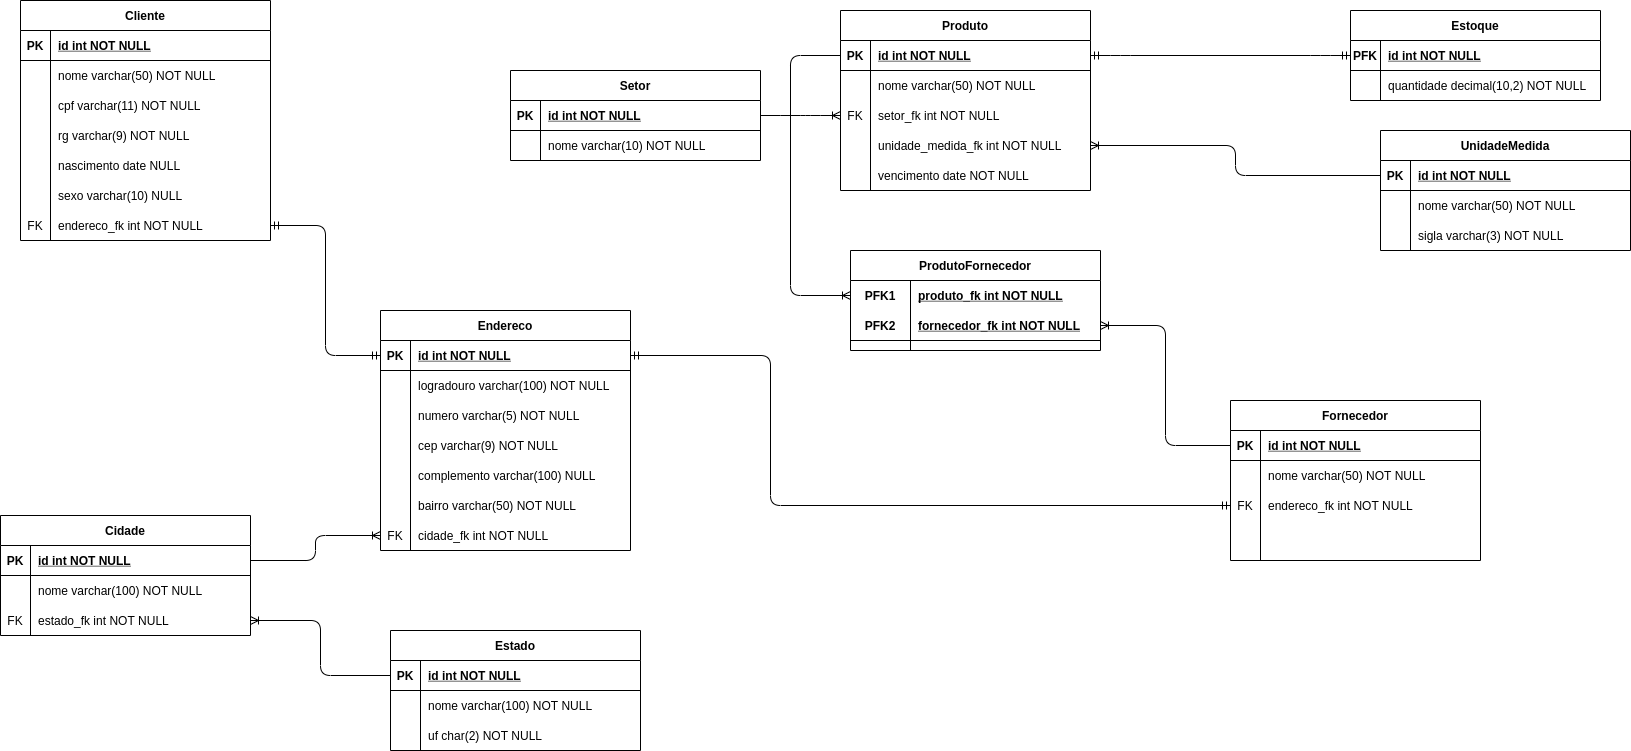 Cliente
PK id int NOT NULL
nome varchar(50) NOT NULL
cpf varchar(11) NOT NULL
rg varchar(9) NOT NULL
nascimento date NULL
sexo varchar(10) NULL
FK endereco_fk int NOT NULL
Setor
PK id int NOT NULL
nome varchar(10) NOT NULL
Produto
PK id int NOT NULL
nome varchar(50) NOT NULL
FK setor_fk int NOT NULL
unidade_medida_fk int NOT NULL
vencimento date NOT NULL
Estoque
PFK id int NOT NULL
quantidade decimal(10,2) NOT NULL
UnidadeMedida
PK id int NOT NULL
nome varchar(50) NOT NULL
sigla varchar(3) NOT NULL
ProdutoFornecedor
PFK1 produto_fk int NOT NULL
PFK2 fornecedor_fk int NOT NULL
Endereco
PK id int NOT NULL
logradouro varchar(100) NOT NULL
numero varchar(5) NOT NULL
cep varchar(9) NOT NULL
complemento varchar(100) NULL
bairro varchar(50) NOT NULL
FK cidade_fk int NOT NULL
Fornecedor
PK id int NOT NULL
nome varchar(50) NOT NULL
FK endereco_fk int NOT NULL
Cidade
PK id int NOT NULL
nome varchar(100) NOT NULL
FK estado_fk int NOT NULL
Estado
PK id int NOT NULL
nome varchar(100) NOT NULL
uf char(2) NOT NULL